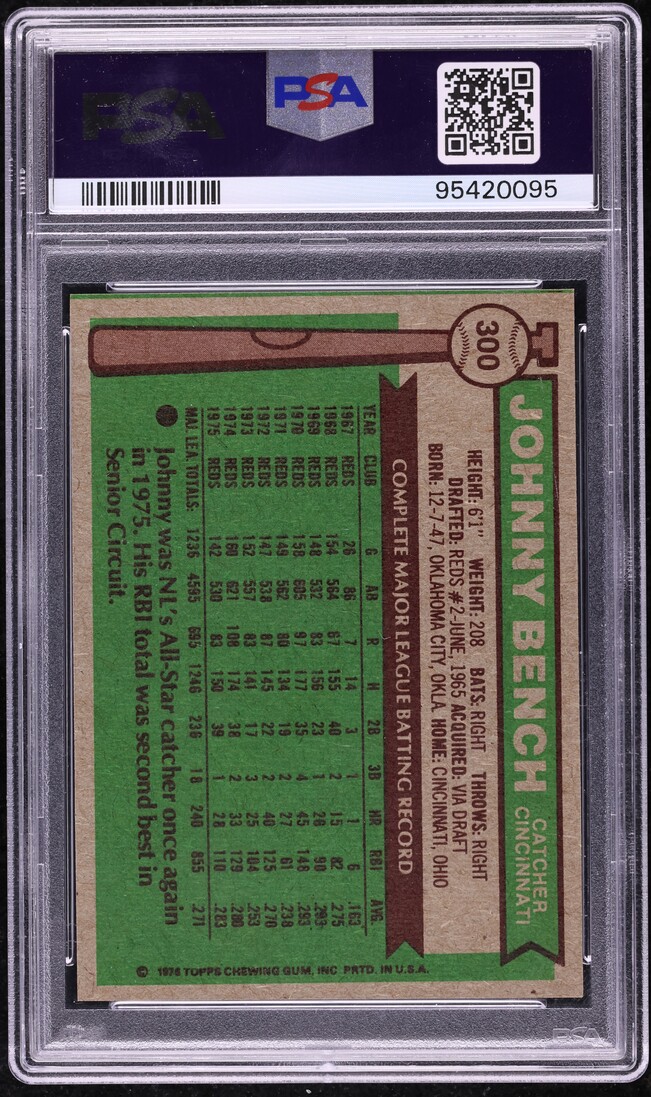 PSA
PSA
95420095
300
JOHNNY BENCH
CATCHER
CINCINNATI
HEIGHT: 6'1" WEIGHT: 208 BATS: RIGHT THROWS: RIGHT
DRAFTED: REDS #2-JUNE, 1965 ACQUIRED: VIA DRAFT
BORN: 12-7-47, OKLAHOMA CITY, OKLA. HOME: CINCINNATI, OHIO
COMPLETE MAJOR LEAGUE BATTING RECORD
YEAR CLUB G AB R H 2B 3B HR RBI AVG.
1967 REDS 26 86 7 14 3 1 1 6 .163
1968 REDS 154 564 67 155 40 2 15 82 .275
1969 REDS 148 532 83 156 23 1 26 90 .293
1970 REDS 158 605 97 177 35 4 45 148 .293
1971 REDS 149 562 80 134 19 2 27 61 .238
1972 REDS 147 538 87 145 22 2 40 125 .270
1973 REDS 152 557 83 141 17 3 25 104 .253
1974 REDS 160 621 108 174 38 2 33 129 .280
1975 REDS 142 530 83 150 39 1 28 110 .283
MAJ. LEA. TOTALS: 1236 4595 695 1246 236 18 240 855 .271
Johnny was NL's All-Star catcher once again
in 1975. His RBI total was second best in
Senior Circuit.
© 1976 TOPPS CHEWING GUM, INC. PRTD. IN U.S.A.
PSA